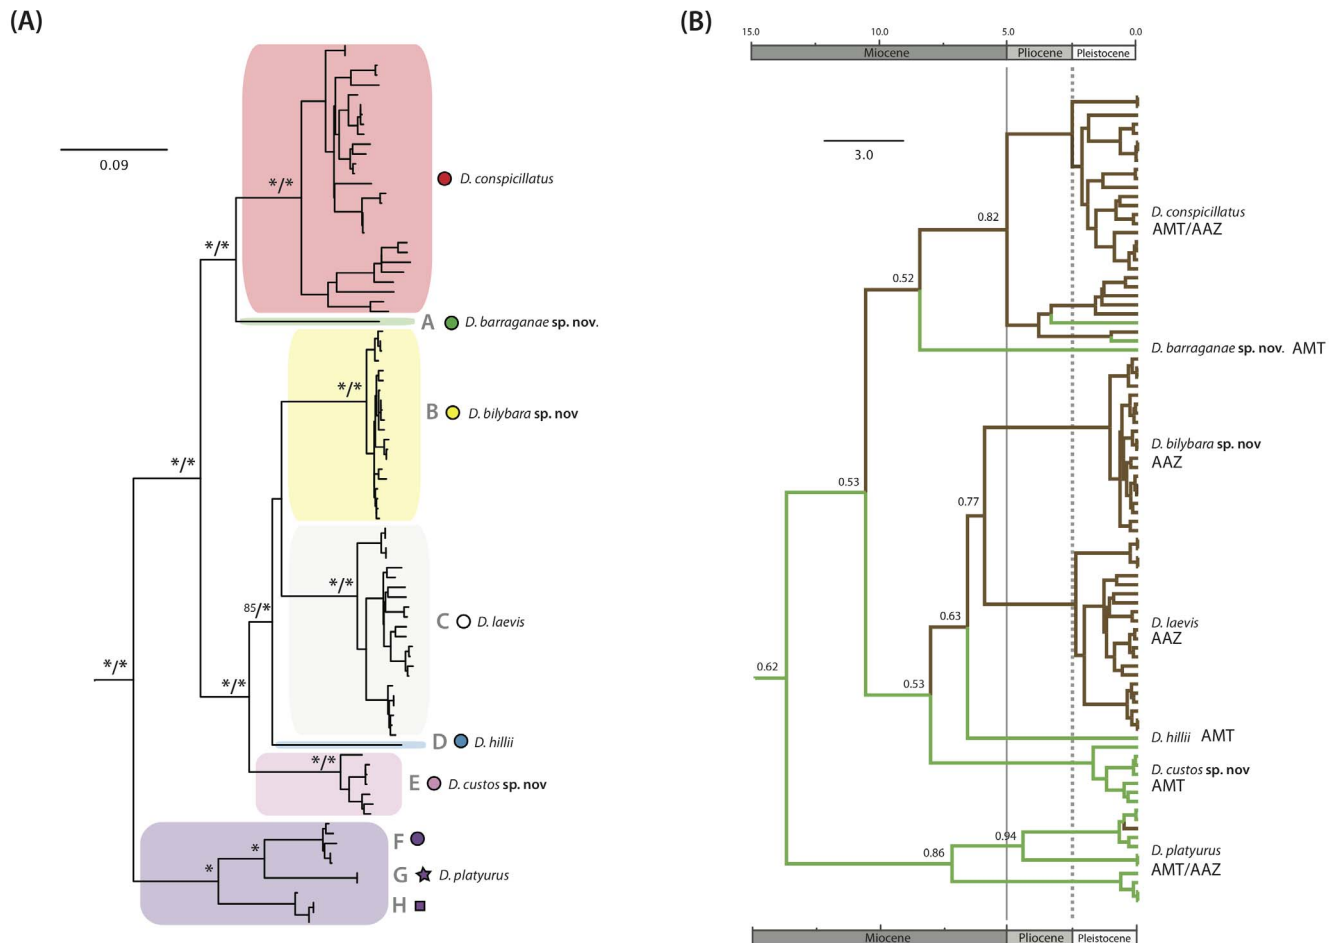 (A)
0.09
*/*
D. conspicillatus
*/*
A D. barraganae sp. nov.
*/*
B D. bilybara sp. nov
*/*
*/*
C D. laevis
85/*
*/*
*/*
D D. hillii
*/*
E D. custos sp. nov
F
*
*
G D. platyurus
H
(B)
15.0 10.0 5.0 0.0
Miocene Pliocene Pleistocene
3.0
0.82
D. conspicillatus
AMT/AAZ
0.52
D. barraganae sp. nov. AMT
D. bilybara sp. nov
AAZ
0.53
0.77
0.63
D. laevis
AAZ
0.62
0.53
D. hillii AMT
D. custos sp. nov
AMT
0.94
0.86
D. platyurus
AMT/AAZ
Miocene Pliocene Pleistocene